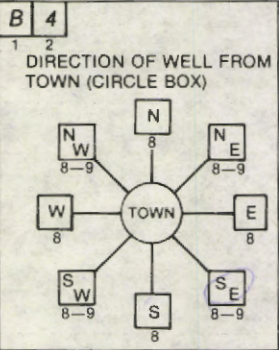 B 4
1 2
DIRECTION OF WELL FROM
TOWN (CIRCLE BOX)
N
8
N W
8-9
N E
8-9
W
8
TOWN
E
8
S W
8-9
S E
8-9
S
8